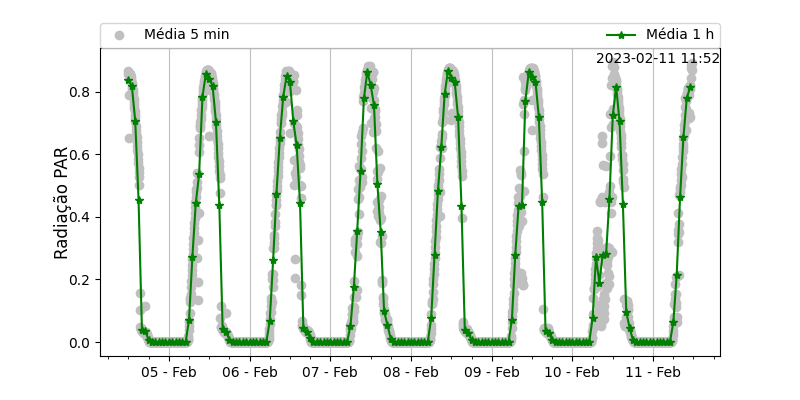 Média 5 min
Média 1 h
2023-02-11 11:52
Radiação PAR
0.8
0.6
0.4
0.2
0.0
05 - Feb
06 - Feb
07 - Feb
08 - Feb
09 - Feb
10 - Feb
11 - Feb